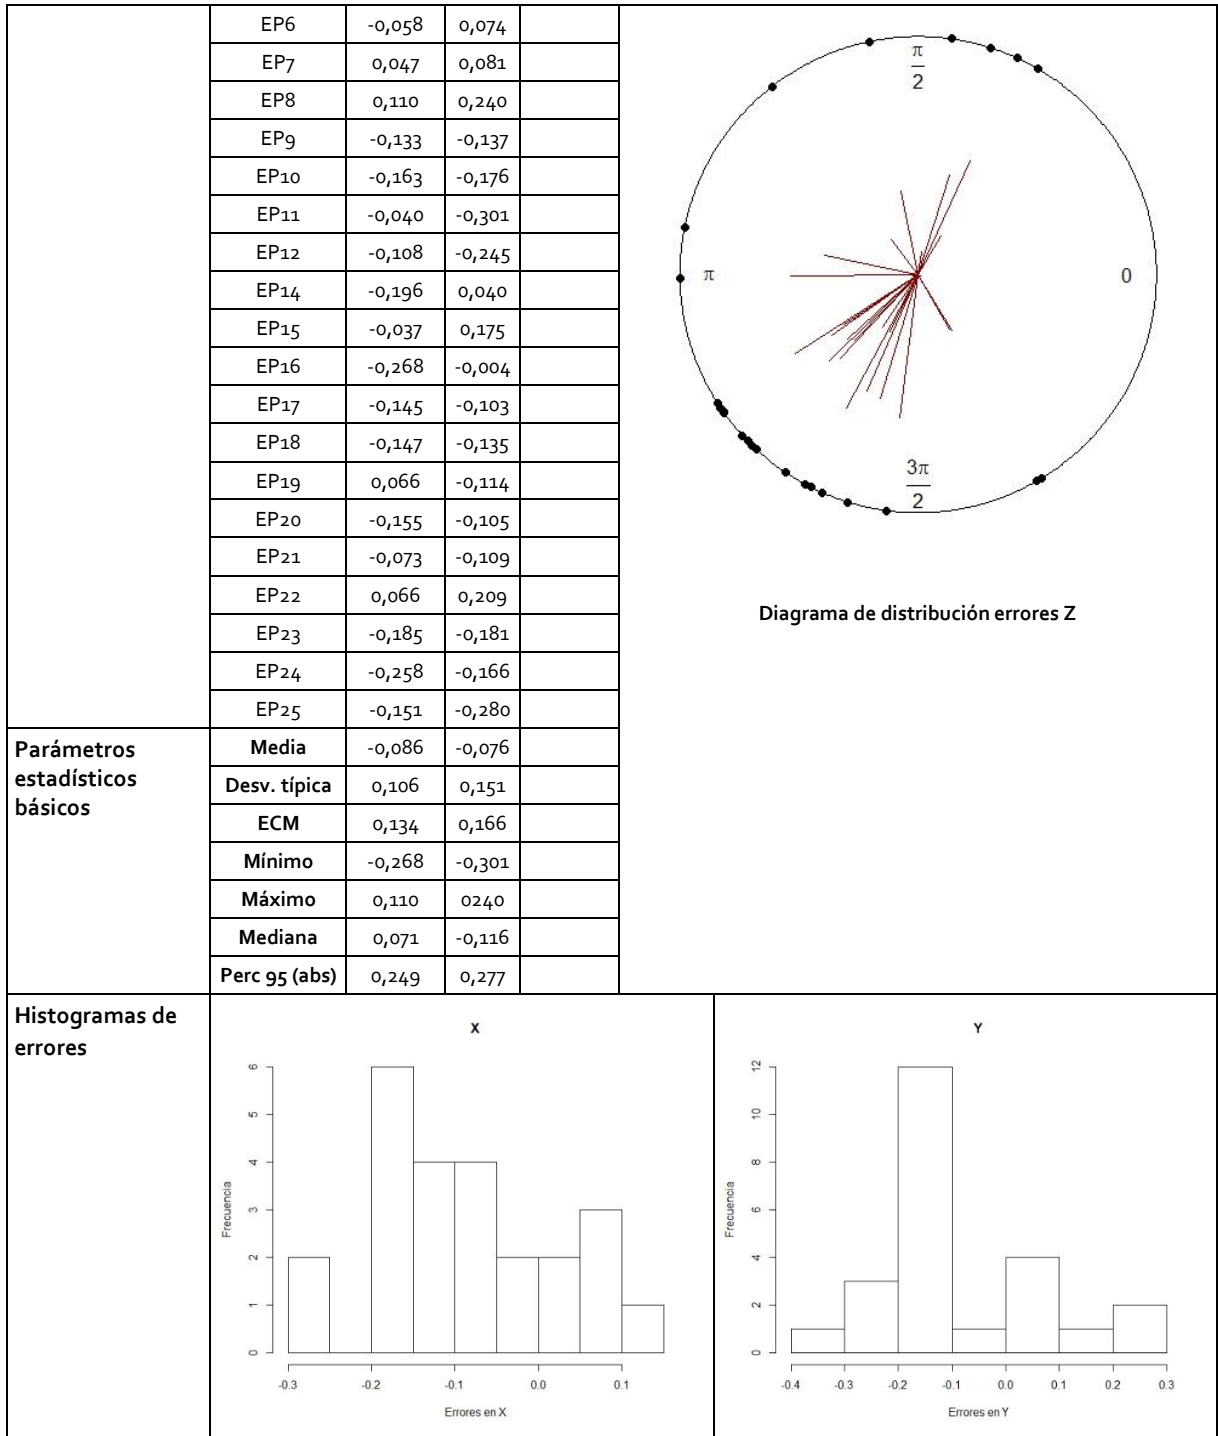 EP6 -0,058 0,074
EP7 0,047 0,081
EP8 0,110 0,240
EP9 -0,133 -0,137
EP10 -0,163 -0,176
EP11 -0,040 -0,301
EP12 -0,108 -0,245
EP14 -0,196 0,040
EP15 -0,037 0,175
EP16 -0,268 -0,004
EP17 -0,145 -0,103
EP18 -0,147 -0,135
EP19 0,066 -0,114
EP20 -0,155 -0,105
EP21 -0,073 -0,109
EP22 0,066 0,209
EP23 -0,185 -0,181
EP24 -0,258 -0,166
EP25 -0,151 -0,280
π
2
π
0
3π
2
Diagrama de distribución errores Z
Parámetros
estadísticos
básicos
Media -0,086 -0,076
Desv. típica 0,106 0,151
ECM 0,134 0,166
Mínimo -0,268 -0,301
Máximo 0,110 0240
Mediana 0,071 -0,116
Perc 95 (abs) 0,249 0,277
Histogramas de
errores
X
6
5
4
3
2
1
0
Frecuencia
-0.3 -0.2 -0.1 0.0 0.1
Errores en X
Y
12
10
8
6
4
2
0
Frecuencia
-0.4 -0.3 -0.2 -0.1 0.0 0.1 0.2 0.3
Errores en Y